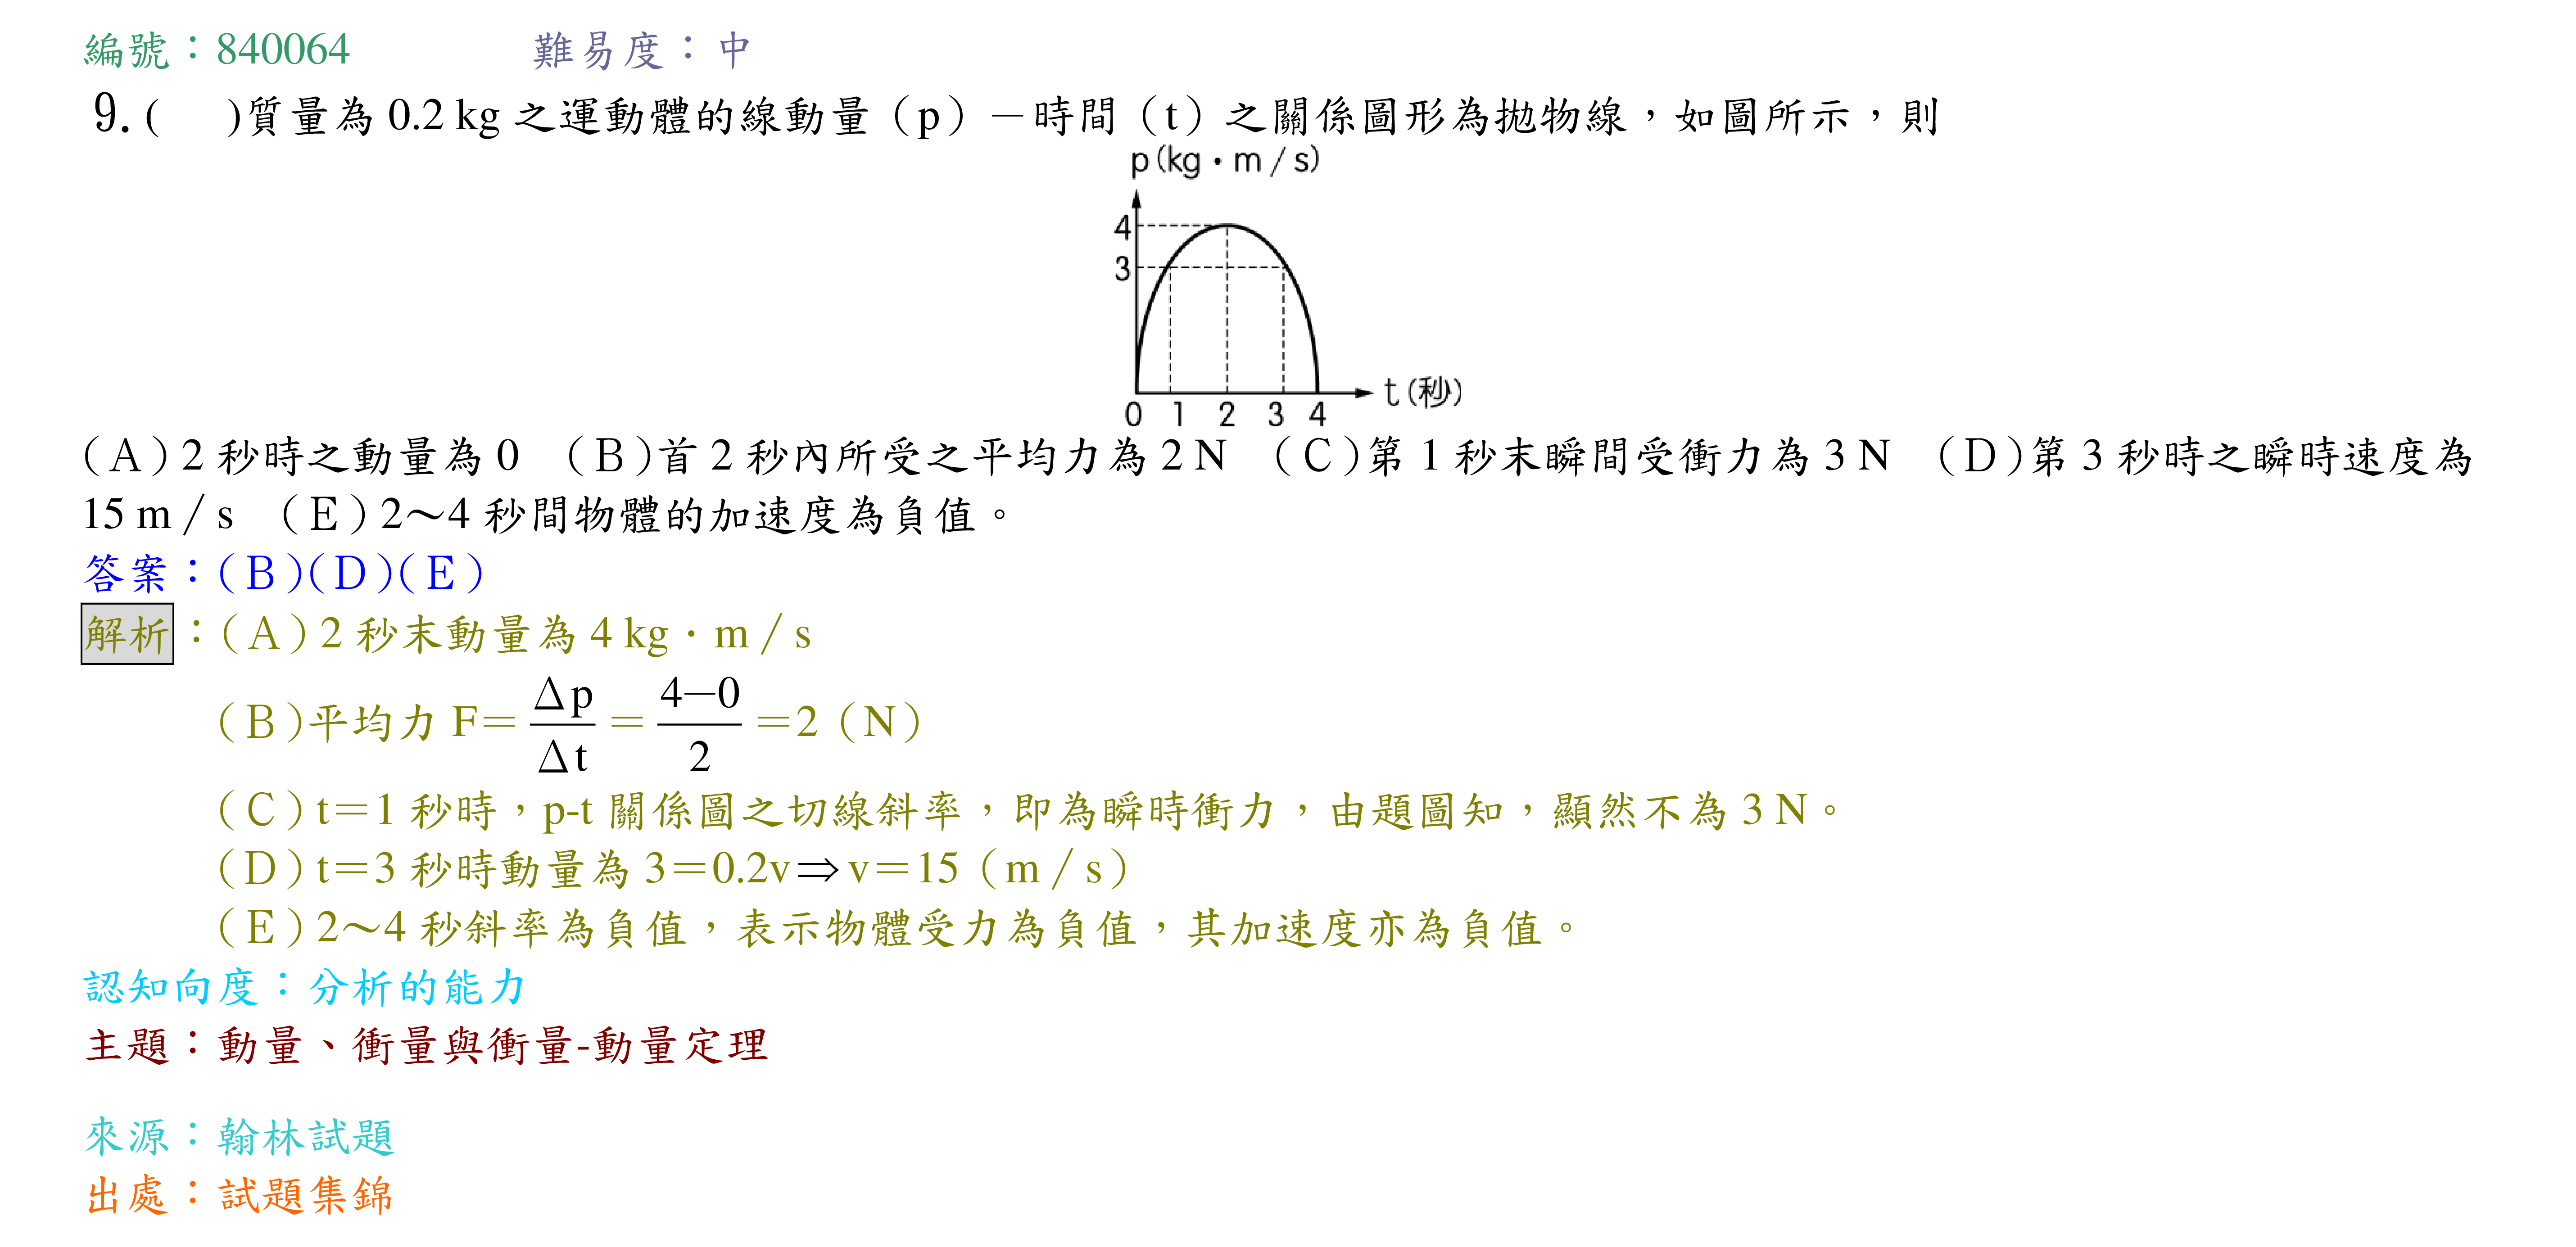 編號：840064 難易度：中
9. ( )質量為 0.2 kg 之運動體的線動量（p）－時間（t）之關係圖形為拋物線，如圖所示，則
p(kg・m／s)
4
3
0 1 2 3 4 t(秒)
（A）2 秒時之動量為 0 （B）首 2 秒內所受之平均力為 2 N （C）第 1 秒末瞬間受衝力為 3 N （D）第 3 秒時之瞬時速度為
15 m／s （E）2～4 秒間物體的加速度為負值。
答案：（B）（D）（E）
解析：（A）2 秒末動量為 4 kg・m／s
（B）平均力 F＝Δp/Δt＝4－0/2＝2（N）
（C）t＝1 秒時，p-t 關係圖之切線斜率，即為瞬時衝力，由題圖知，顯然不為 3 N。
（D）t＝3 秒時動量為 3＝0.2v⇒v＝15（m／s）
（E）2～4 秒斜率為負值，表示物體受力為負值，其加速度亦為負值。
認知向度：分析的能力
主題：動量、衝量與衝量-動量定理
來源：翰林試題
出處：試題集錦